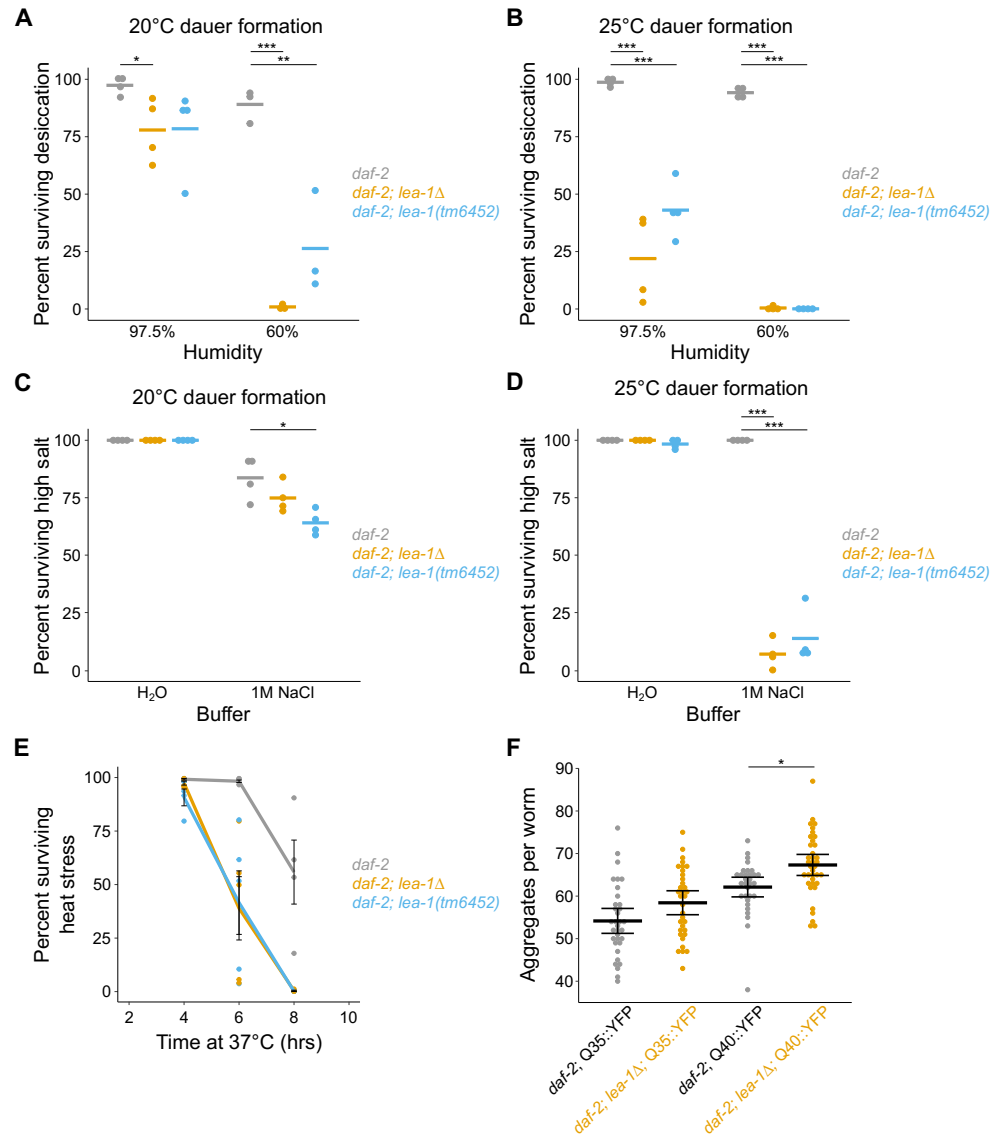 A
20°C dauer formation
*
***
**
Percent surviving desiccation
100
75
50
25
0
97.5%
60%
Humidity
daf-2
daf-2; lea-1Δ
daf-2; lea-1(tm6452)
B
25°C dauer formation
***
***
***
***
Percent surviving desiccation
100
75
50
25
0
97.5%
60%
Humidity
daf-2
daf-2; lea-1Δ
daf-2; lea-1(tm6452)
C
20°C dauer formation
*
Percent surviving high salt
100
75
50
25
0
H₂O
1M NaCl
Buffer
daf-2
daf-2; lea-1Δ
daf-2; lea-1(tm6452)
D
25°C dauer formation
***
***
Percent surviving high salt
100
75
50
25
0
H₂O
1M NaCl
Buffer
daf-2
daf-2; lea-1Δ
daf-2; lea-1(tm6452)
E
Percent surviving
heat stress
100
75
50
25
0
2
4
6
8
10
Time at 37°C (hrs)
daf-2
daf-2; lea-1Δ
daf-2; lea-1(tm6452)
F
*
Aggregates per worm
90
80
70
60
50
40
daf-2; Q35::YFP
daf-2; lea-1Δ; Q35::YFP
daf-2; Q40::YFP
daf-2; lea-1Δ; Q40::YFP